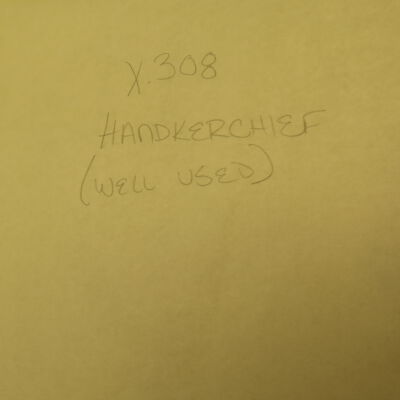 X.308
HANDKERCHIEF
(WELL USED)